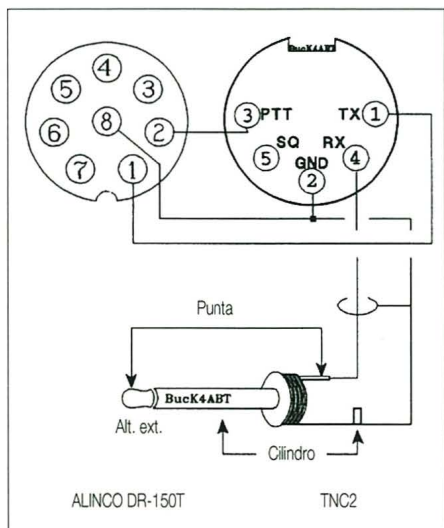 BucK4ABT
4
5
3
8
6
2
7
1
3 PTT
TX 1
SQ
RX
5
GND
4
2
Punta
BucK4ABT
Alt. ext.
Cilindro
ALINCO DR-150T
TNC2